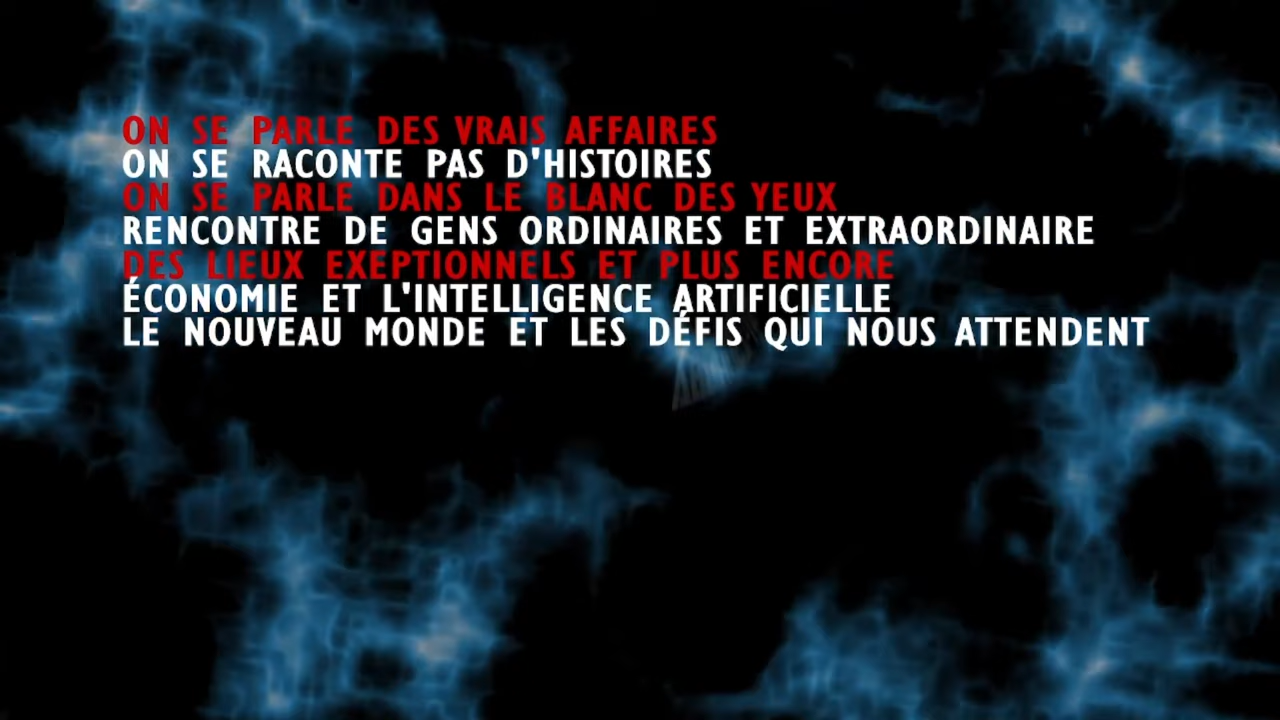 ON SE PARLE DES VRAIS AFFAIRES
ON SE RACONTE PAS D'HISTOIRES
ON SE PARLE DANS LE BLANC DES YEUX
RENCONTRE DE GENS ORDINAIRES ET EXTRAORDINAIRE
DES LIEUX EXEPTIONNELS ET PLUS ENCORE
ÉCONOMIE ET L'INTELLIGENCE ARTIFICIELLE
LE NOUVEAU MONDE ET LES DÉFIS QUI NOUS ATTENDENT